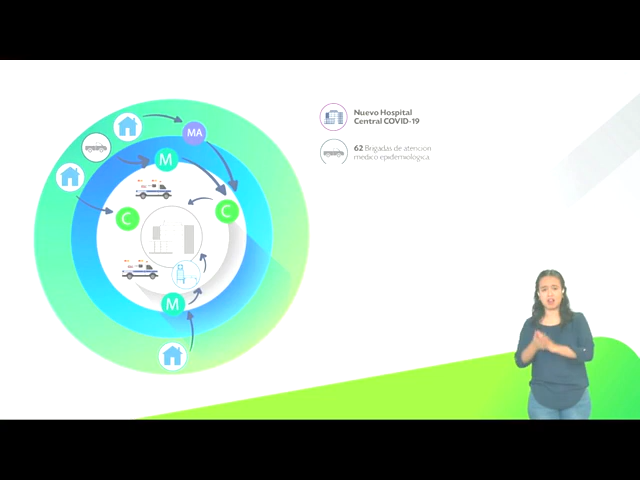 MA
M
C
C
M
Nuevo Hospital
Central COVID-19
62 Brigadas de atención
médico epidemiológica